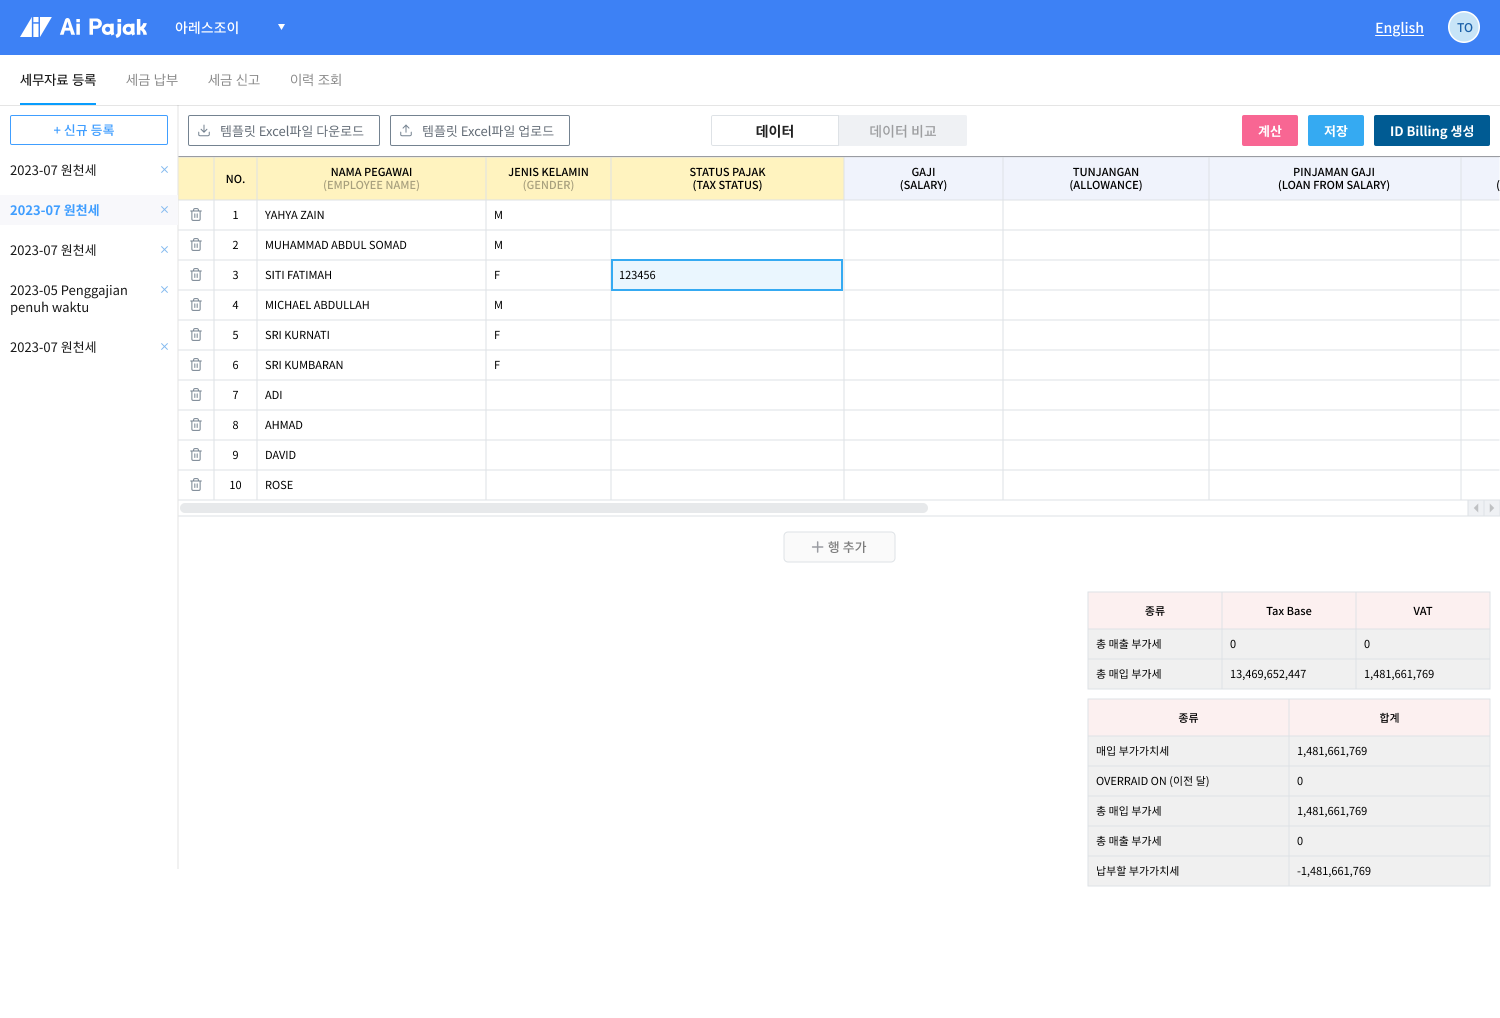 Ai Pajak
아레스조이 ▼
English
TO
세무자료 등록 세금 납부 세금 신고 이력 조회
+ 신규 등록
2023-07 원천세
2023-07 원천세
2023-07 원천세
2023-05 Penggajian
penuh waktu
2023-07 원천세
템플릿 Excel파일 다운로드
템플릿 Excel파일 업로드
데이터
데이터 비교
계산
저장
ID Billing 생성
NO.
NAMA PEGAWAI
(EMPLOYEE NAME)
JENIS KELAMIN
(GENDER)
STATUS PAJAK
(TAX STATUS)
GAJI
(SALARY)
TUNJANGAN
(ALLOWANCE)
PINJAMAN GAJI
(LOAN FROM SALARY)
(
1 YAHYA ZAIN M
2 MUHAMMAD ABDUL SOMAD M
3 SITI FATIMAH F 123456
4 MICHAEL ABDULLAH M
5 SRI KURNATI F
6 SRI KUMBARAN F
7 ADI
8 AHMAD
9 DAVID
10 ROSE
+ 행 추가
종류 Tax Base VAT
총 매출 부가세 0 0
총 매입 부가세 13,469,652,447 1,481,661,769
종류 합계
매입 부가가치세 1,481,661,769
OVERRAID ON (이전 달) 0
총 매입 부가세 1,481,661,769
총 매출 부가세 0
납부할 부가가치세 -1,481,661,769